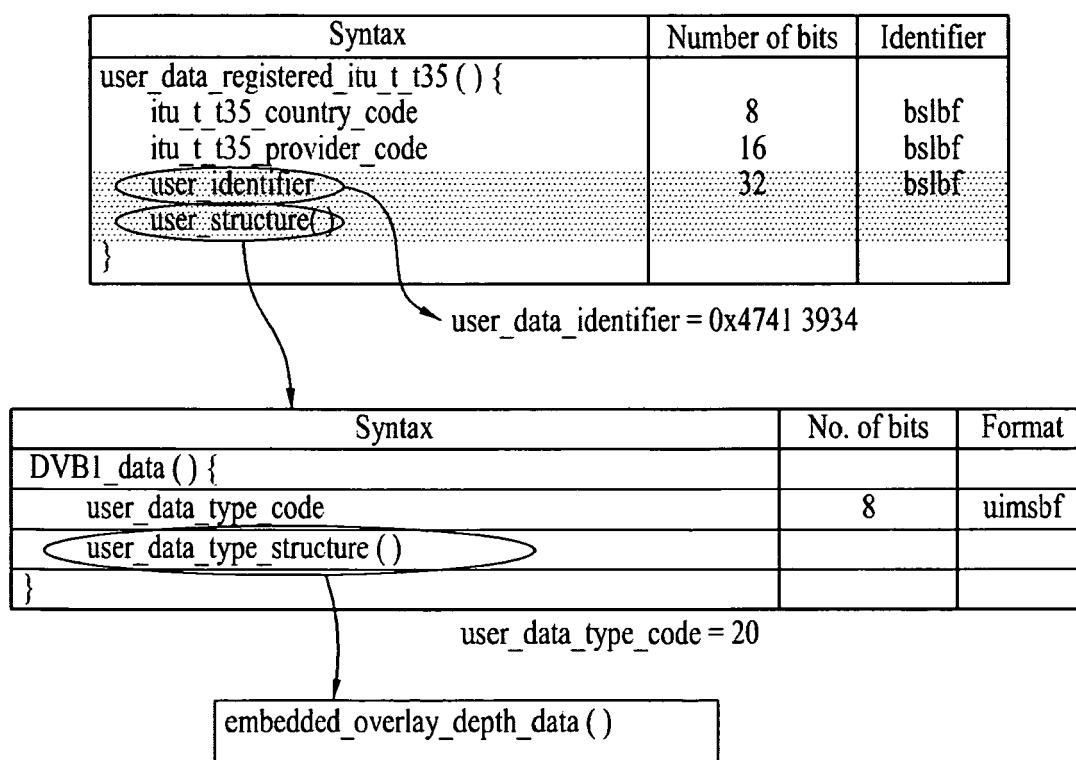 Syntax Number of bits Identifier
user_data_registered_itu_t_t35 ( ) {
itu_t_t35_country_code 8 bslbf
itu_t_t35_provider_code 16 bslbf
user_identifier 32 bslbf
user_structure( )
}
user_data_identifier = 0x4741 3934
Syntax No. of bits Format
DVB1_data ( ) {
user_data_type_code 8 uimsbf
user_data_type_structure ( )
}
user_data_type_code = 20
embedded_overlay_depth_data ( )